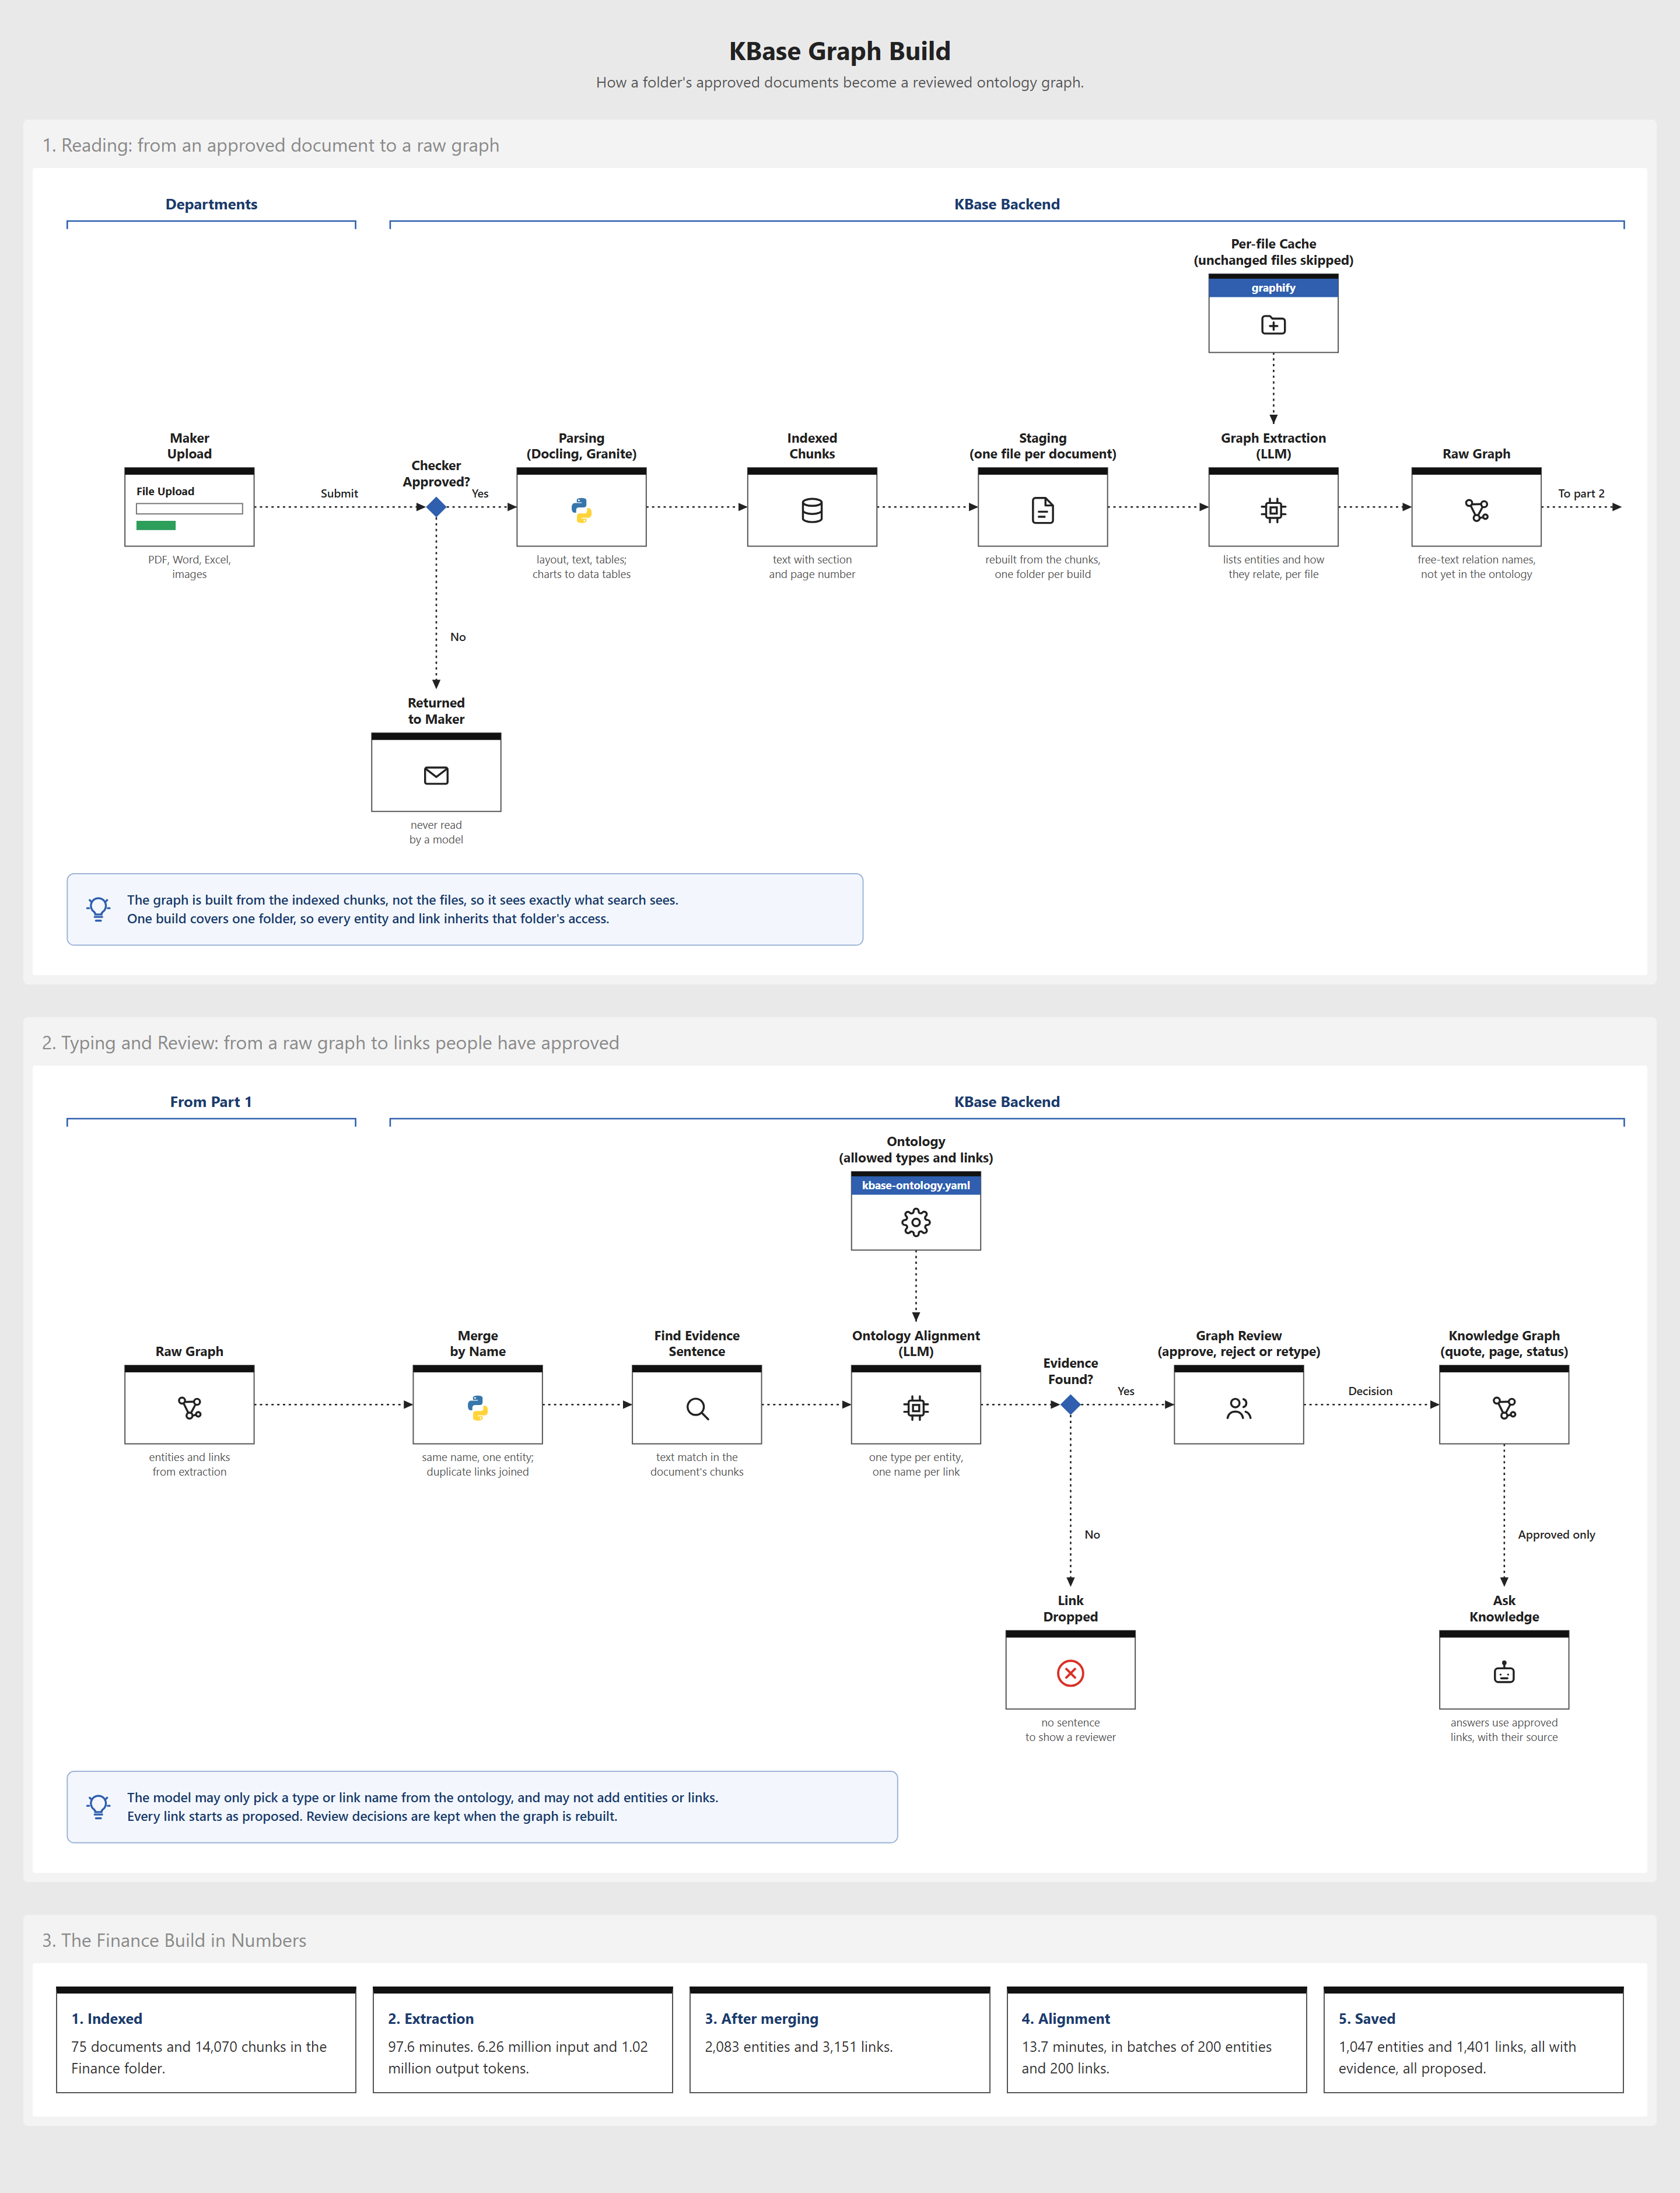 KBase Graph Build
How a folder's approved documents become a reviewed ontology graph.
1. Reading: from an approved document to a raw graph
Departments
KBase Backend
Per-file Cache
(unchanged files skipped)
graphify
Maker
Upload
File Upload
PDF, Word, Excel,
images
Submit
Checker
Approved?
Yes
No
Returned
to Maker
never read
by a model
Parsing
(Docling, Granite)
layout, text, tables;
charts to data tables
Indexed
Chunks
text with section
and page number
Staging
(one file per document)
rebuilt from the chunks,
one folder per build
Graph Extraction
(LLM)
lists entities and how
they relate, per file
Raw Graph
free-text relation names,
not yet in the ontology
To part 2
The graph is built from the indexed chunks, not the files, so it sees exactly what search sees.
One build covers one folder, so every entity and link inherits that folder's access.
2. Typing and Review: from a raw graph to links people have approved
From Part 1
KBase Backend
Ontology
(allowed types and links)
kbase-ontology.yaml
Raw Graph
entities and links
from extraction
Merge
by Name
same name, one entity;
duplicate links joined
Find Evidence
Sentence
text match in the
document's chunks
Ontology Alignment
(LLM)
one type per entity,
one name per link
Evidence
Found?
Yes
No
Link
Dropped
no sentence
to show a reviewer
Graph Review
(approve, reject or retype)
Decision
Knowledge Graph
(quote, page, status)
Approved only
Ask
Knowledge
answers use approved
links, with their source
The model may only pick a type or link name from the ontology, and may not add entities or links.
Every link starts as proposed. Review decisions are kept when the graph is rebuilt.
3. The Finance Build in Numbers
1. Indexed
75 documents and 14,070 chunks in the
Finance folder.
2. Extraction
97.6 minutes. 6.26 million input and 1.02
million output tokens.
3. After merging
2,083 entities and 3,151 links.
4. Alignment
13.7 minutes, in batches of 200 entities
and 200 links.
5. Saved
1,047 entities and 1,401 links, all with
evidence, all proposed.